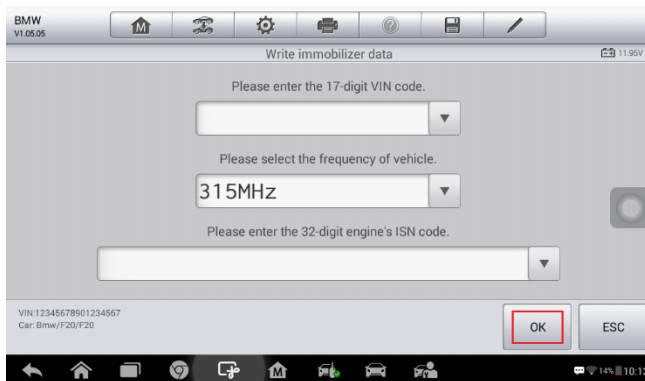 BMW
V1.05.05
Write immobilizer data
11.95V
Please enter the 17-digit VIN code.
Please select the frequency of vehicle.
315MHz
Please enter the 32-digit engine's ISN code.
VIN:12345678901234567
Car: Bmw/F20/F20
OK
ESC
14%
10:13